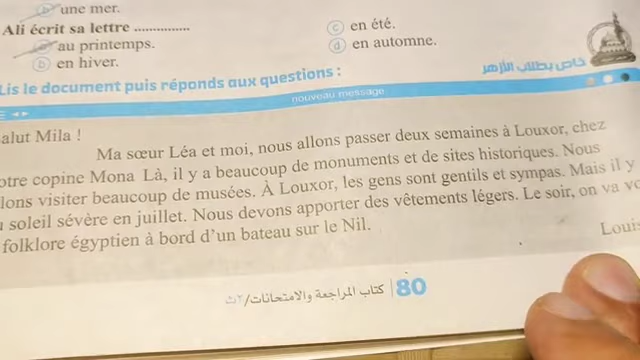 b une mer.
Ali écrit sa lettre ...............
a au printemps.
c en été.
b en hiver.
d en automne.
Lis le document puis réponds aux questions :
خاص بطلاب الأزهر
nouveau message
alut Mila !
Ma sœur Léa et moi, nous allons passer deux semaines à Louxor, chez
otre copine Mona Là, il y a beaucoup de monuments et de sites historiques. Nous
lons visiter beaucoup de musées. À Louxor, les gens sont gentils et sympas. Mais il y
soleil sévère en juillet. Nous devons apporter des vêtements légers. Le soir, on va vo
folklore égyptien à bord d'un bateau sur le Nil.
Louis
80 | كتاب المراجعة والامتحانات/٢ث